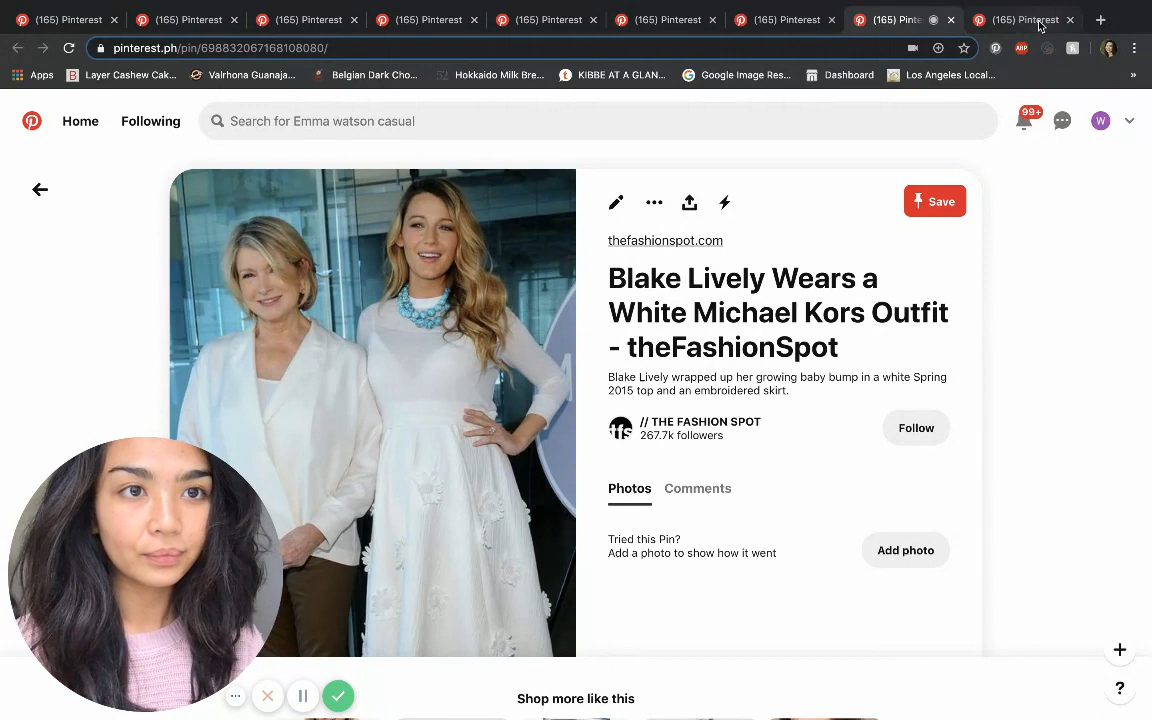 (165) Pinterest (165) Pinterest (165) Pinterest (165) Pinterest (165) Pinterest (165) Pinterest (165) Pinterest (165) Pinte (165) Pinterest
pinterest.ph/pin/698832067168108080/ ABP
Apps B Layer Cashew Cak... Valrhona Guanaja... Belgian Dark Cho... Hokkaido Milk Bre... t KIBBE AT A GLAN... Google Image Res... Dashboard Los Angeles Local... »
Home Following Search for Emma watson casual 99+ W
Save
thefashionspot.com
Blake Lively Wears a
White Michael Kors Outfit
- theFashionSpot
Blake Lively wrapped up her growing baby bump in a white Spring
2015 top and an embroidered skirt.
tfs // THE FASHION SPOT
267.7k followers
Follow
Photos Comments
Tried this Pin?
Add a photo to show how it went
Add photo
+
?
Shop more like this